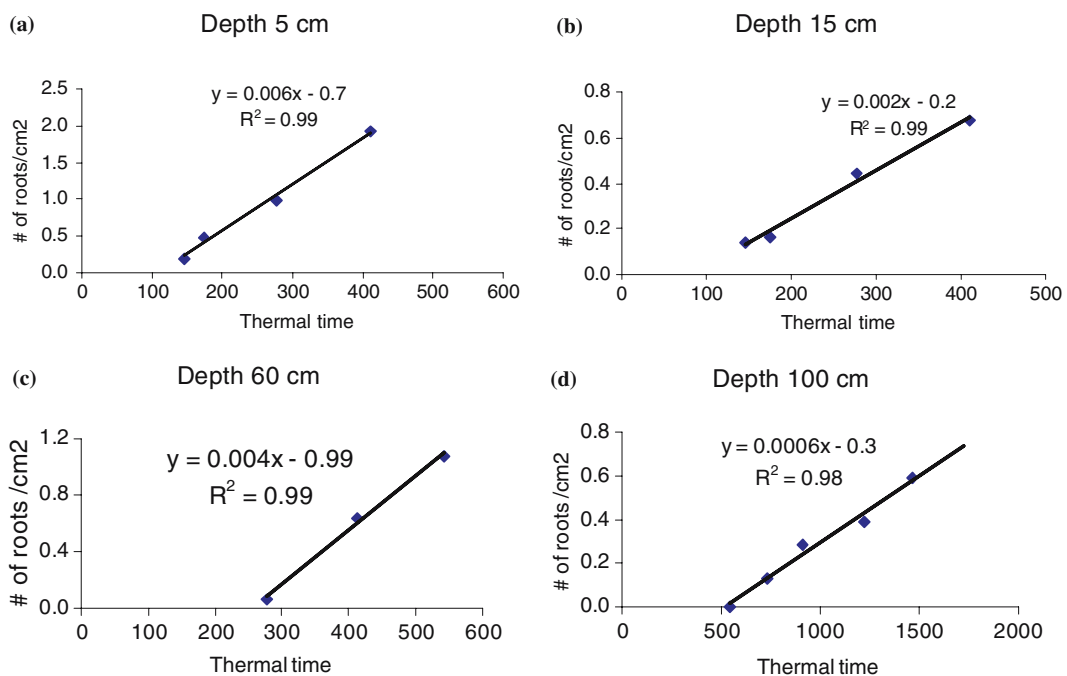 (a)
Depth 5 cm
y = 0.006x - 0.7
R² = 0.99
# of roots/cm2
2.5
2.0
1.5
1.0
0.5
0.0
0 100 200 300 400 500 600
Thermal time
(b)
Depth 15 cm
y = 0.002x - 0.2
R² = 0.99
# of roots/cm2
0.8
0.6
0.4
0.2
0.0
0 100 200 300 400 500
Thermal time
(c)
Depth 60 cm
y = 0.004x - 0.99
R² = 0.99
# of roots /cm2
1.2
0.8
0.4
0.0
0 100 200 300 400 500 600
Thermal time
(d)
Depth 100 cm
y = 0.0006x - 0.3
R² = 0.98
# of roots /cm2
0.8
0.6
0.4
0.2
0.0
0 500 1000 1500 2000
Thermal time